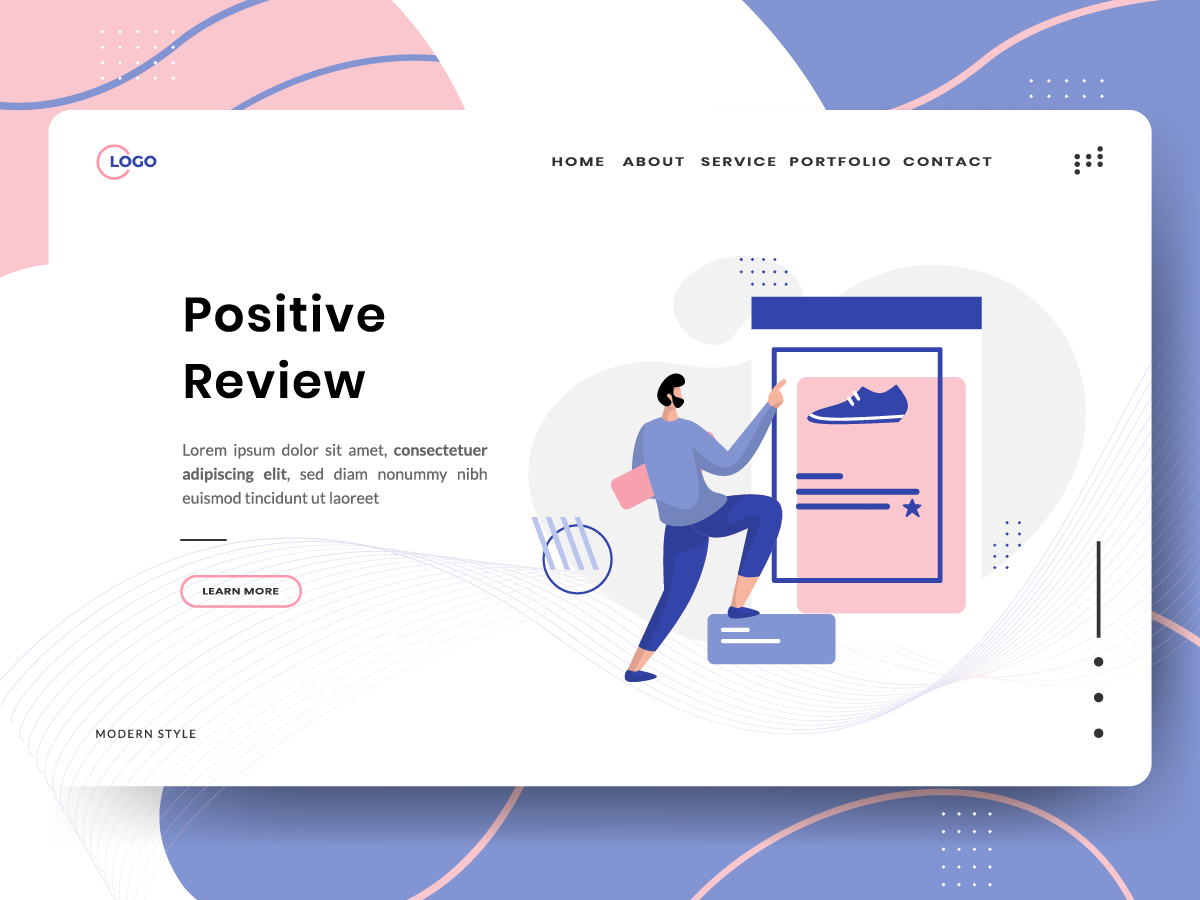 LOGO
HOME ABOUT SERVICE PORTFOLIO CONTACT
Positive
Review
Lorem ipsum dolor sit amet, consectetuer
adipiscing elit, sed diam nonummy nibh
euismod tincidunt ut laoreet
LEARN MORE
MODERN STYLE